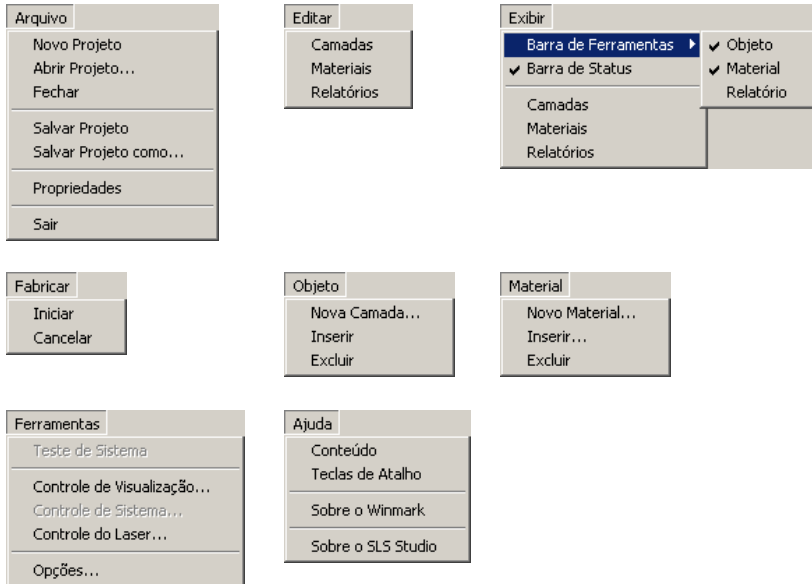 Arquivo
Novo Projeto
Abrir Projeto...
Fechar
Salvar Projeto
Salvar Projeto como...
Propriedades
Sair
Editar
Camadas
Materiais
Relatórios
Exibir
Barra de Ferramentas
Barra de Status
Camadas
Materiais
Relatórios
Objeto
Material
Relatório
Fabricar
Iniciar
Cancelar
Objeto
Nova Camada...
Inserir
Excluir
Material
Novo Material...
Inserir...
Excluir
Ferramentas
Teste de Sistema
Controle de Visualização...
Controle de Sistema...
Controle do Laser...
Opções...
Ajuda
Conteúdo
Teclas de Atalho
Sobre o Winmark
Sobre o SLS Studio